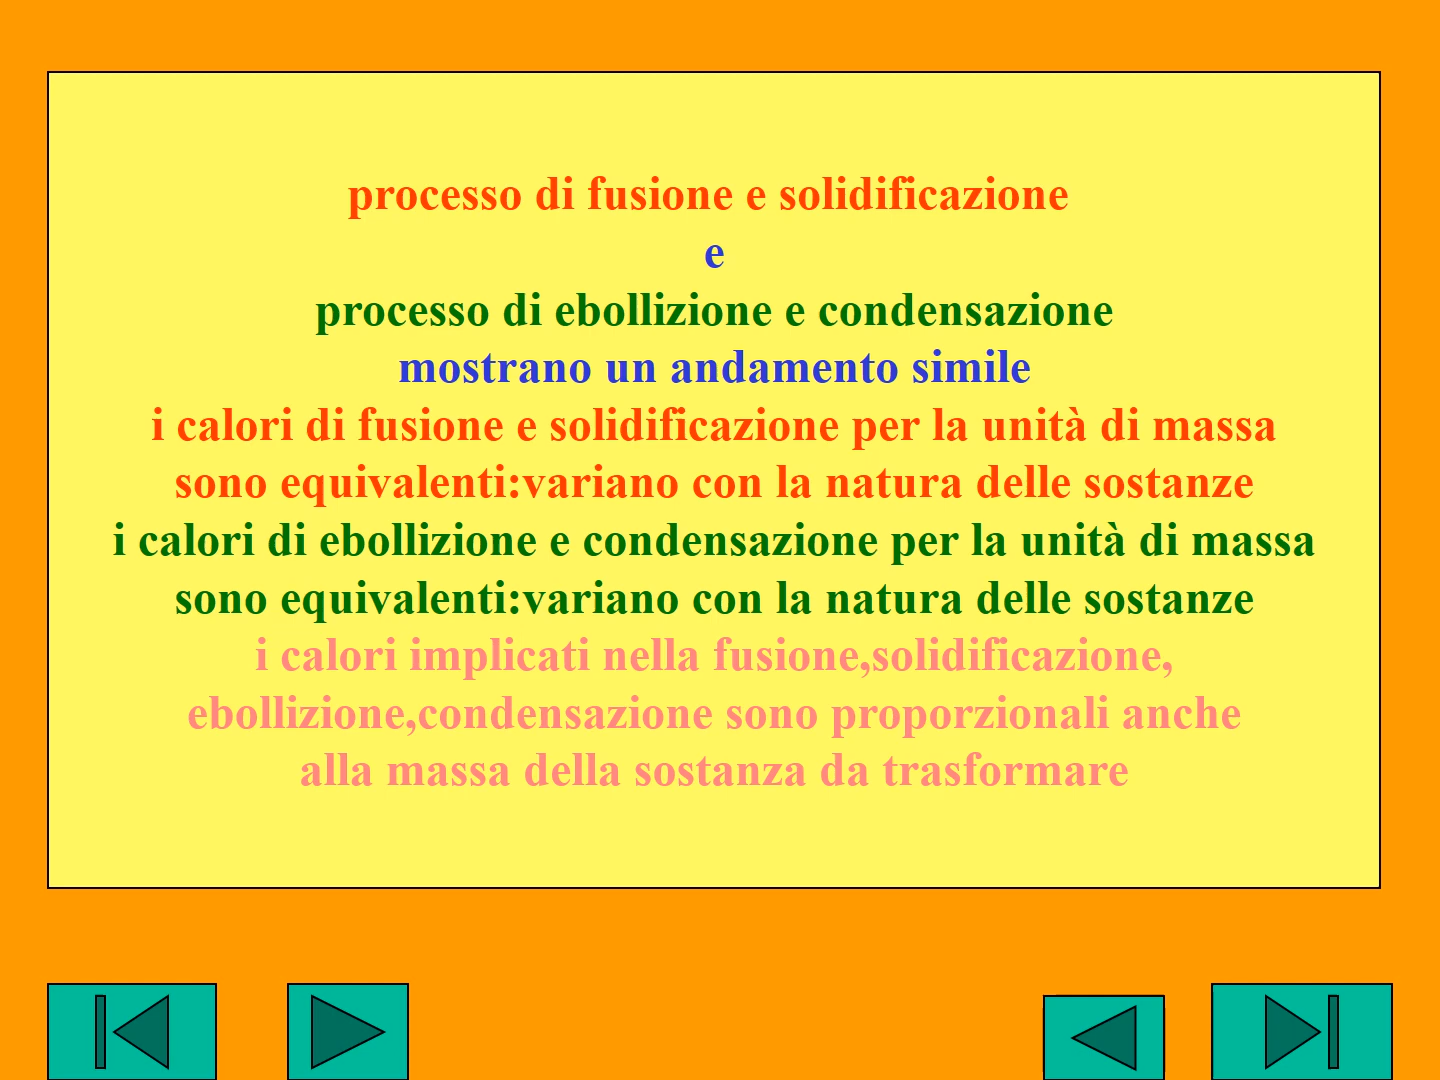 processo di fusione e solidificazione
e
processo di ebollizione e condensazione
mostrano un andamento simile
i calori di fusione e solidificazione per la unità di massa
sono equivalenti:variano con la natura delle sostanze
i calori di ebollizione e condensazione per la unità di massa
sono equivalenti:variano con la natura delle sostanze
i calori implicati nella fusione,solidificazione,
ebollizione,condensazione sono proporzionali anche
alla massa della sostanza da trasformare